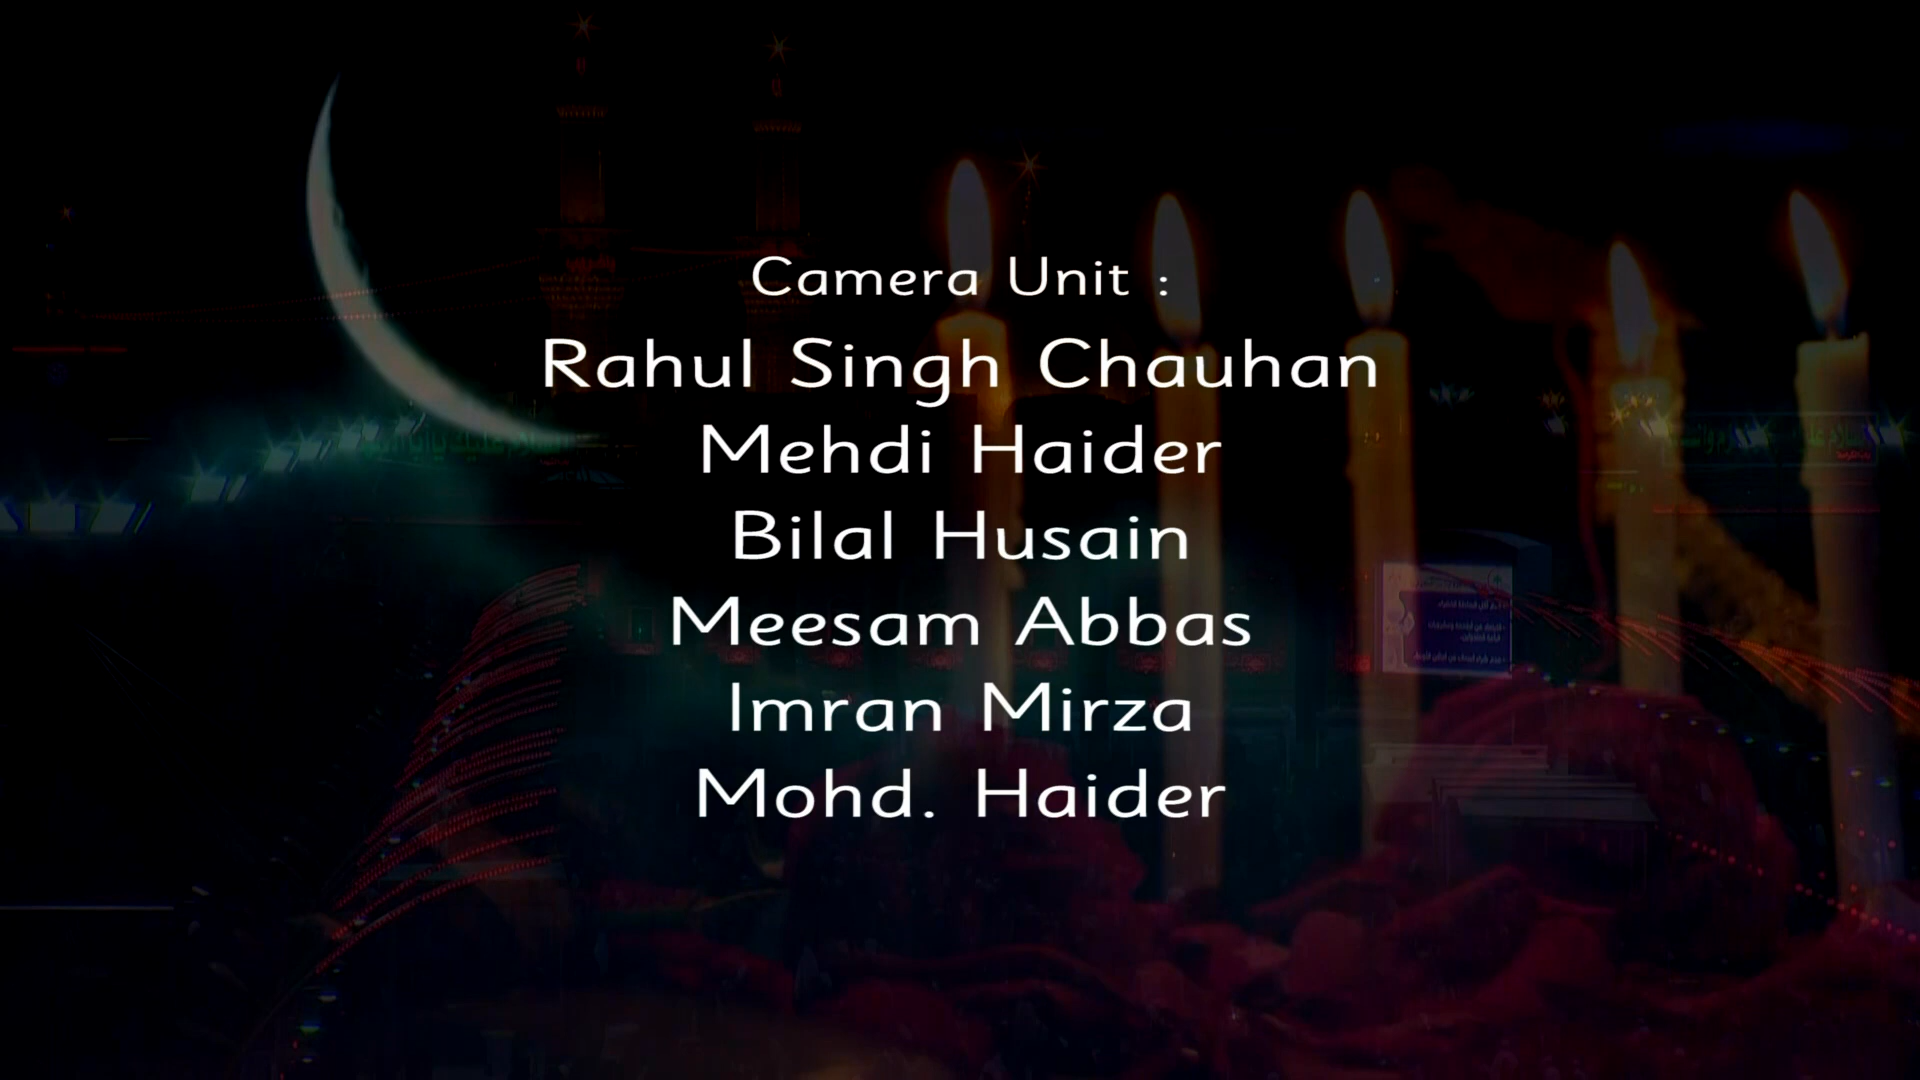 Camera Unit :
Rahul Singh Chauhan
Mehdi Haider
Bilal Husain
Meesam Abbas
Imran Mirza
Mohd. Haider